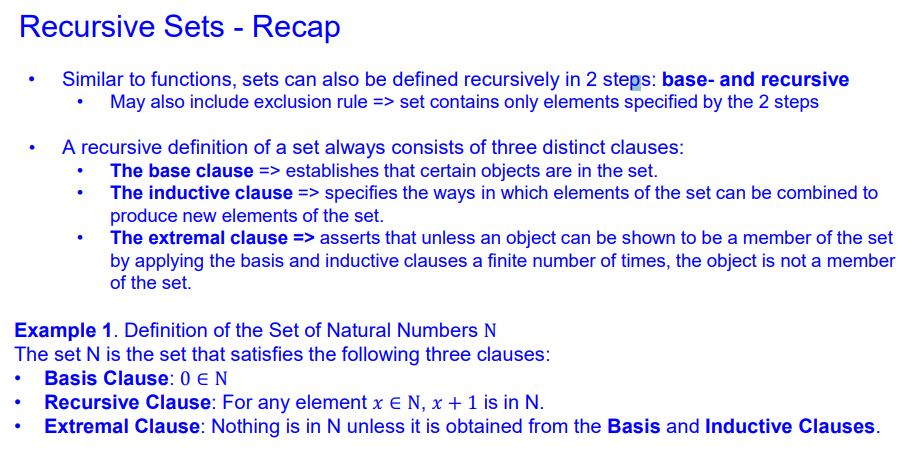 Recursive Sets - Recap
• Similar to functions, sets can also be defined recursively in 2 steps: base- and recursive
• May also include exclusion rule => set contains only elements specified by the 2 steps
• A recursive definition of a set always consists of three distinct clauses:
• The base clause => establishes that certain objects are in the set.
• The inductive clause => specifies the ways in which elements of the set can be combined to
produce new elements of the set.
• The extremal clause => asserts that unless an object can be shown to be a member of the set
by applying the basis and inductive clauses a finite number of times, the object is not a member
of the set.
Example 1. Definition of the Set of Natural Numbers N
The set N is the set that satisfies the following three clauses:
• Basis Clause: 0 ∈ N
• Recursive Clause: For any element 𝑥 ∈ N, 𝑥 + 1 is in N.
• Extremal Clause: Nothing is in N unless it is obtained from the Basis and Inductive Clauses.